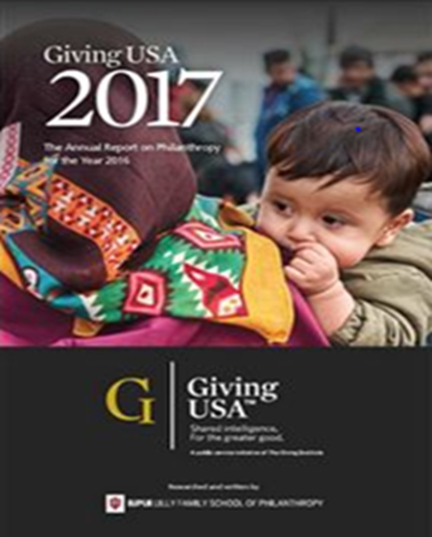 Giving USA
2017
The Annual Report on Philanthropy
for the Year 2016
G
Giving
USA™
Shared intelligence.
For the greater good.
A public service initiative of The Giving Institute
Researched and written by
IUPUI LILLY FAMILY SCHOOL OF PHILANTHROPY